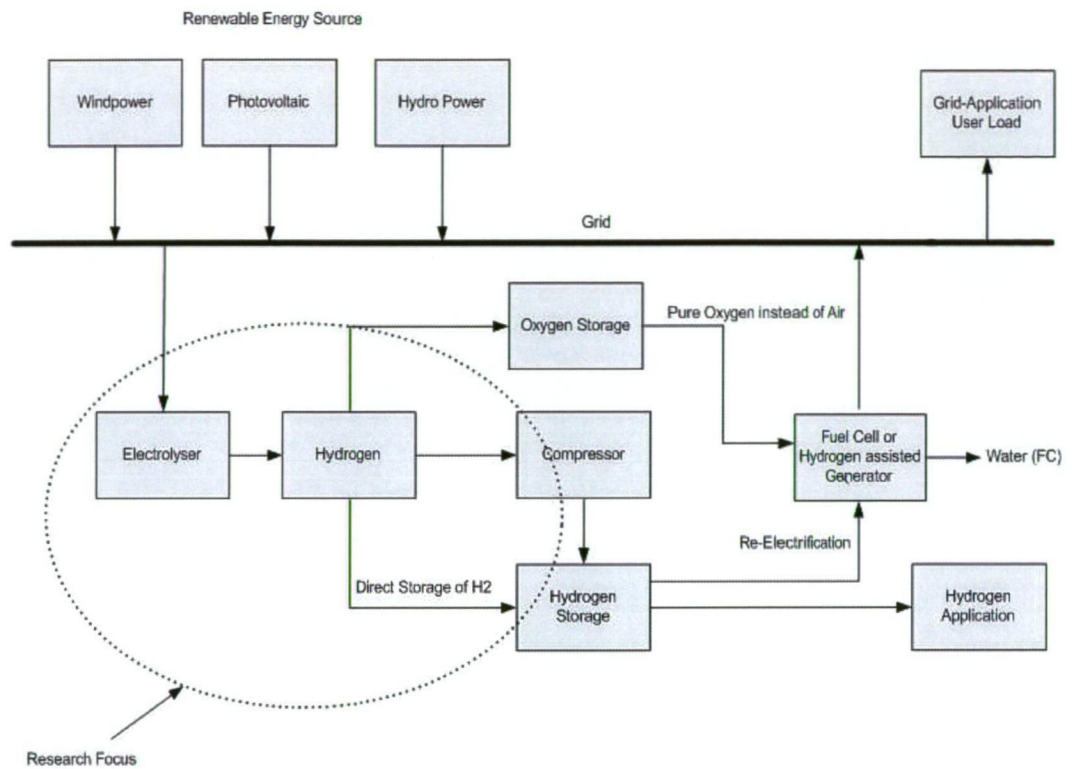 Renewable Energy Source
Windpower
Photovoltaic
Hydro Power
Grid-Application
User Load
Grid
Oxygen Storage
Pure Oxygen instead of Air
Electrolyser
Hydrogen
Compressor
Fuel Cell or
Hydrogen assisted
Generator
Water (FC)
Re-Electrification
Direct Storage of H2
Hydrogen
Storage
Hydrogen
Application
Research Focus